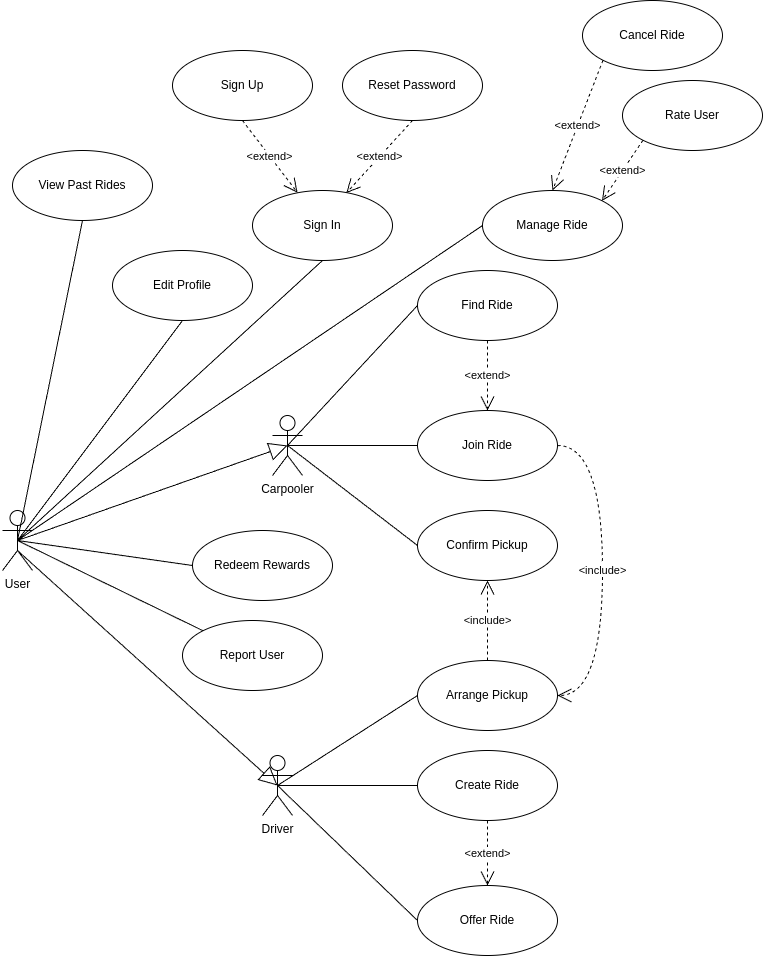 Cancel Ride
Sign Up
Reset Password
Rate User
<extend>
<extend>
<extend>
<extend>
View Past Rides
Sign In
Manage Ride
Edit Profile
Find Ride
<extend>
Join Ride
Carpooler
Confirm Pickup
Redeem Rewards
<include>
User
<include>
Report User
Arrange Pickup
Create Ride
Driver
<extend>
Offer Ride